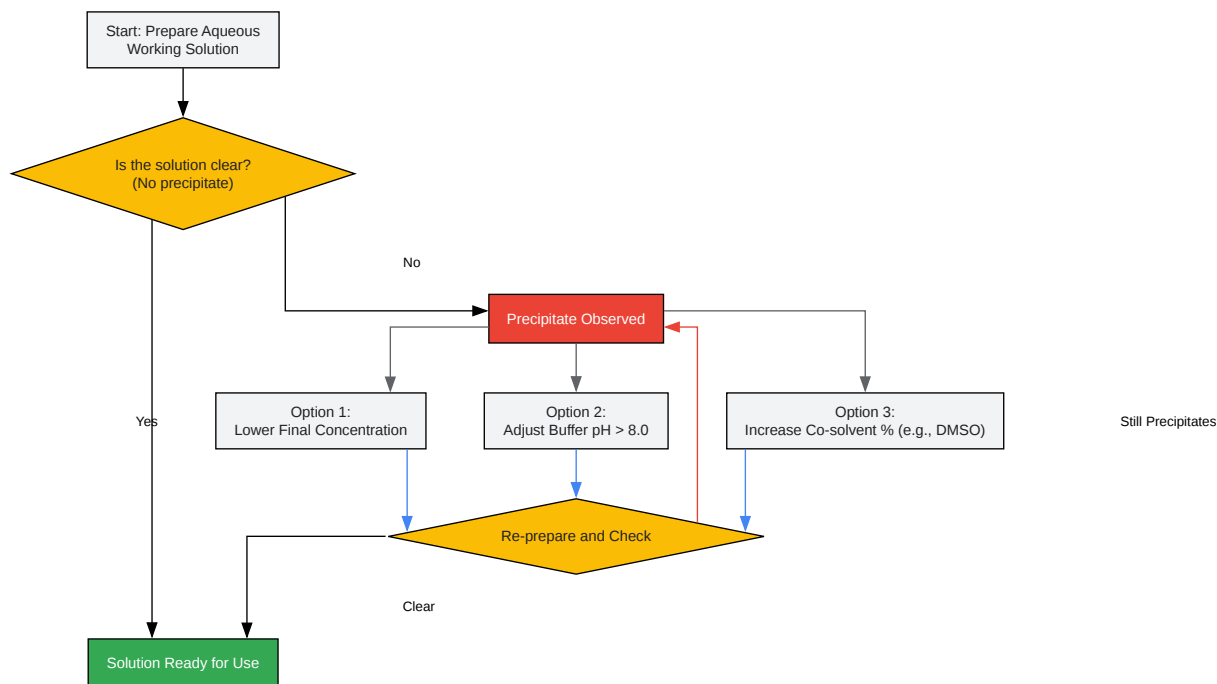 Start: Prepare Aqueous
Working Solution
Is the solution clear?
(No precipitate)
No
Precipitate Observed
Option 1:
Lower Final Concentration
Option 2:
Adjust Buffer pH > 8.0
Option 3:
Increase Co-solvent % (e.g., DMSO)
Yes
Still Precipitates
Re-prepare and Check
Clear
Solution Ready for Use